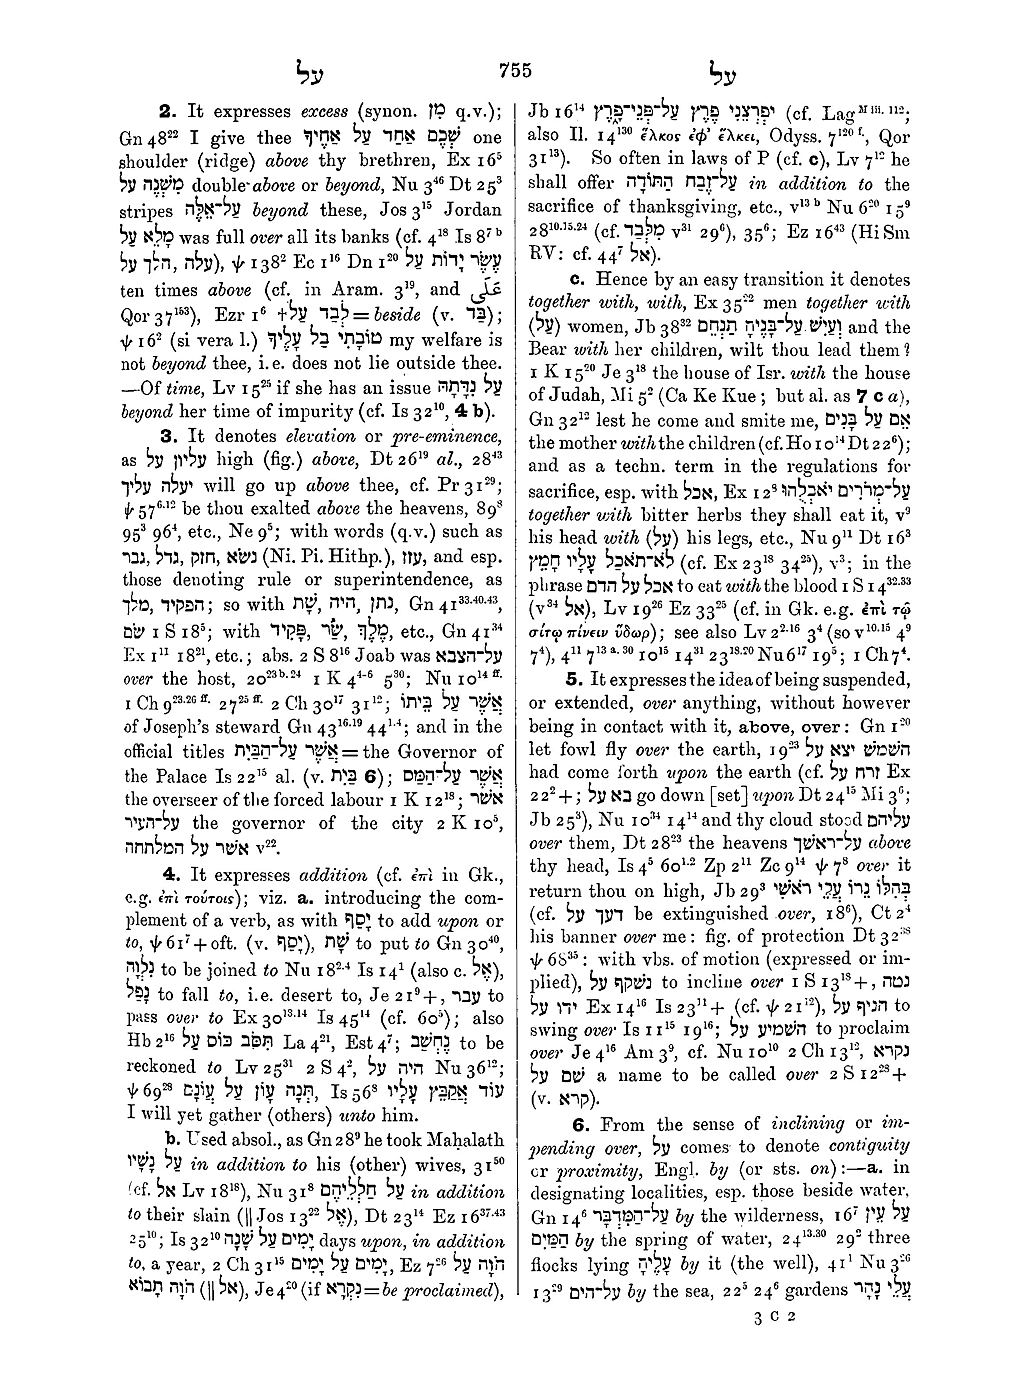 על 755 על
2. It expresses excess (synon. מִן q.v.);
Gn 48²² I give thee שְׁכֶם אַחַד עַל אַחֶיךָ one
shoulder (ridge) above thy brethren, Ex 16⁵
מִשְׁנֶה עַל double above or beyond, Nu 3⁴⁶ Dt 25³
stripes עַל־אֵלֶּה beyond these, Jos 3¹⁵ Jordan
מָלֵא עַל was full over all its banks (cf. 4¹⁸ Is 8⁷ᵇ
עלה, הלך על), ψ 138² Ec 1¹⁶ Dn 1²⁰ עֶשֶׂר יָדוֹת עַל
ten times above (cf. in Aram. 3¹⁹, and عَلَى
Qor 37¹⁵³), Ezr 1⁶ †לְבַד עַל = beside (v. בַּד);
ψ 16² (si vera l.) טוֹבָתִי בַל עָלֶיךָ my welfare is
not beyond thee, i.e. does not lie outside thee.
—Of time, Lv 15²⁵ if she has an issue עַל נִדָּתָהּ
beyond her time of impurity (cf. Is 32¹⁰, 4 b).
3. It denotes elevation or pre-eminence,
as עליון על high (fig.) above, Dt 26¹⁹ al., 28⁴³
יעלה עליך will go up above thee, cf. Pr 31²⁹;
ψ 57⁶·¹² be thou exalted above the heavens, 89⁸
95³ 96⁴, etc., Ne 9⁵; with words (q.v.) such as
גדל, חזק, נשׂא (Ni. Pi. Hithp.), עזז, גבר, and esp.
those denoting rule or superintendence, as
מלך, הפקיד; so with נתן, היה, שָׁת, Gn 41³³·⁴⁰·⁴³,
שׂם 1 S 18⁵; with פָּקִיד, שַׂר, מֶלֶךְ, etc., Gn 41³⁴
Ex 1¹¹ 18²¹, etc.; abs. 2 S 8¹⁶ Joab was על־הצבא
over the host, 20²³ᵇ·²⁴ 1 K 4⁴⁻⁶ 5³⁰; Nu 10¹⁴ ᶠᶠ·
1 Ch 9²³·²⁶ ᶠᶠ· 27²⁵ ᶠᶠ· 2 Ch 30¹⁷ 31¹²; אֲשֶׁר עַל בֵּיתוֹ
of Joseph's steward Gn 43¹⁶·¹⁹ 44¹·⁴; and in the
official titles אֲשֶׁר עַל־הַבַּיִת = the Governor of
the Palace Is 22¹⁵ al. (v. בַּיִת 6); אֲשֶׁר עַל־הַמַּס
the overseer of the forced labour 1 K 12¹⁸; אשר
על־העיר the governor of the city 2 K 10⁵,
אשר על המלתחה v²².
4. It expresses addition (cf. ἐπὶ in Gk.,
e.g. ἐπὶ τούτοις); viz. a. introducing the com-
plement of a verb, as with יָסַף to add upon or
to, ψ 61⁷ + oft. (v. יָסַף), שָׁת to put to Gn 30⁴⁰,
נִלְוָה to be joined to Nu 18²·⁴ Is 14¹ (also c. אֶל),
נָפַל to fall to, i.e. desert to, Je 21⁹ +, עבר to
pass over to Ex 30¹³·¹⁴ Is 45¹⁴ (cf. 60⁵); also
Hb 2¹⁶ תִּסֹּב כּוֹס עַל La 4²¹, Est 4⁷; נֶחְשַׁב to be
reckoned to Lv 25³¹ 2 S 4², היה על Nu 36¹²;
ψ 69²⁸ תְּנָה עָוֹן עַל עֲוֹנָם, Is 56⁸ עוֹד אֲקַבֵּץ עָלָיו
I will yet gather (others) unto him.
b. Used absol., as Gn 28⁹ he took Maḥalath
עַל נָשָׁיו in addition to his (other) wives, 31⁵⁰
(cf. אל Lv 18¹⁸), Nu 31⁸ עַל חַלְלֵיהֶם in addition
to their slain (|| Jos 13²² אֶל), Dt 23¹⁴ Ez 16³⁷·⁴³
25¹⁰; Is 32¹⁰ יָמִים עַל שָׁנָה days upon, in addition
to, a year, 2 Ch 31¹⁵ יָמִים עַל יָמִים, Ez 7²⁶ הֹוָה עַל
הֹוָה תָבוֹא (|| אל), Je 4²⁰ (if נִקְרָא = be proclaimed),
Jb 16¹⁴ יִפְרְצֵנִי פֶרֶץ עַל־פְּנֵי־פָרֶץ (cf. Lag ᴹ ⁱⁱⁱ· ¹¹²;
also Il. 14¹³⁰ ἕλκος ἐφ' ἕλκει, Odyss. 7¹²⁰ ᶠ·, Qor
31¹³). So often in laws of P (cf. c), Lv 7¹² he
shall offer עַל־זֶבַח הַתּוֹדָה in addition to the
sacrifice of thanksgiving, etc., v¹³ ᵇ Nu 6²⁰ 15⁹
28¹⁰·¹⁵·²⁴ (cf. מִלְּבַד v³¹ 29⁶), 35⁶; Ez 16⁴³ (Hi Sm
RV: cf. 44⁷ אֶל).
c. Hence by an easy transition it denotes
together with, with, Ex 35²² men together with
(על) women, Jb 38³² וְעַיִשׁ עַל־בָּנֶיהָ תַנְחֵם and the
Bear with her children, wilt thou lead them?
1 K 15²⁰ Je 3¹⁸ the house of Isr. with the house
of Judah, Mi 5² (Ca Ke Kue; but al. as 7 c a),
Gn 32¹² lest he come and smite me, אֵם עַל בָּנִים
the mother with the children (cf. Ho 10¹⁴ Dt 22⁶);
and as a techn. term in the regulations for
sacrifice, esp. with אכל, Ex 12⁸ עַל־מְרֹרִים יֹאכְלֻהוּ
together with bitter herbs they shall eat it, v⁹
his head with (על) his legs, etc., Nu 9¹¹ Dt 16³
לֹא־תֹאכַל עָלָיו חָמֵץ (cf. Ex 23¹⁸ 34²⁵), v³; in the
phrase אכל על הדם to eat with the blood 1 S 14³²·³³
(v³⁴ אל), Lv 19²⁶ Ez 33²⁵ (cf. in Gk. e.g. ἐπὶ τῷ
σίτῳ πίνειν ὕδωρ); see also Lv 2²·¹⁶ 3⁴ (so v¹⁰·¹⁵ 4⁹
7⁴), 4¹¹ 7¹³ ᵃ· ³⁰ 10¹⁵ 14³¹ 23¹⁸·²⁰ Nu 6¹⁷ 19⁵; 1 Ch 7⁴.
5. It expresses the idea of being suspended,
or extended, over anything, without however
being in contact with it, above, over: Gn 1²⁰
let fowl fly over the earth, 19²³ השמש יצא על
had come forth upon the earth (cf. זרח על Ex
22² +; בא על go down [set] upon Dt 24¹⁵ Mi 3⁶;
Jb 25³), Nu 10³⁴ 14¹⁴ and thy cloud stood עליהם
over them, Dt 28²³ the heavens על־ראשך above
thy head, Is 4⁵ 60¹·² Zp 2¹¹ Zc 9¹⁴ ψ 7⁸ over it
return thou on high, Jb 29³ בְּהִלּוֹ נֵרוֹ עֲלֵי רֹאשִׁי
(cf. דעך על be extinguished over, 18⁶), Ct 2⁴
his banner over me: fig. of protection Dt 32³⁸
ψ 68³⁵: with vbs. of motion (expressed or im-
plied), נשקף על to incline over 1 S 13¹⁸ +, נטה
ידו על Ex 14¹⁶ Is 23¹¹ + (cf. ψ 21¹²), הניף על to
swing over Is 11¹⁵ 19¹⁶; השמיע על to proclaim
over Je 4¹⁶ Am 3⁹, cf. Nu 10¹⁰ 2 Ch 13¹², נקרא
שם על a name to be called over 2 S 12²⁸ +
(v. קרא).
6. From the sense of inclining or im-
pending over, על comes to denote contiguity
or proximity, Engl. by (or sts. on):—a. in
designating localities, esp. those beside water,
Gn 14⁶ עַל־הַמִּדְבָּר by the wilderness, 16⁷ עַל עֵין
הַמַּיִם by the spring of water, 24¹³·³⁰ 29² three
flocks lying עָלֶיהָ by it (the well), 41¹ Nu 3²⁶
13²⁹ על־הים by the sea, 22⁵ 24⁶ gardens עֲלֵי נָהָר
3 C 2